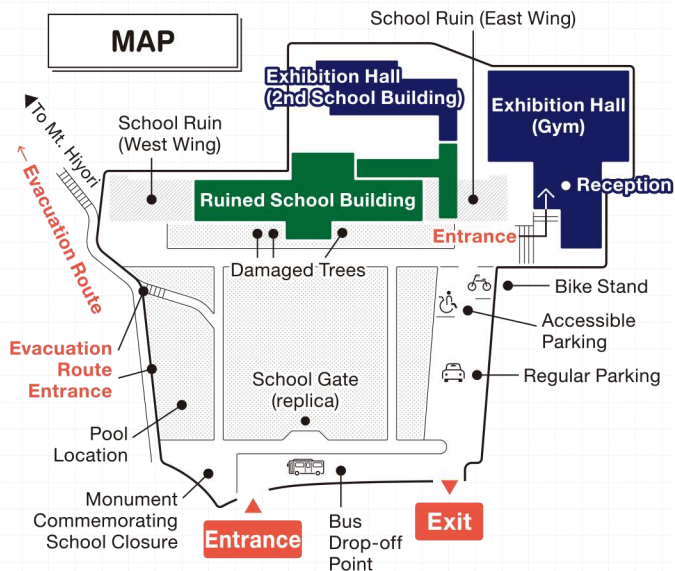 MAP
School Ruin (East Wing)
Exhibition Hall
(2nd School Building)
Exhibition Hall
(Gym)
To Mt. Hiyori
← Evacuation Route
School Ruin
(West Wing)
Ruined School Building
Reception
Entrance
Damaged Trees
Bike Stand
Accessible
Parking
Evacuation
Route
Entrance
School Gate
(replica)
Regular Parking
Pool
Location
Monument
Commemorating
School Closure
Entrance
Bus
Drop-off
Point
Exit